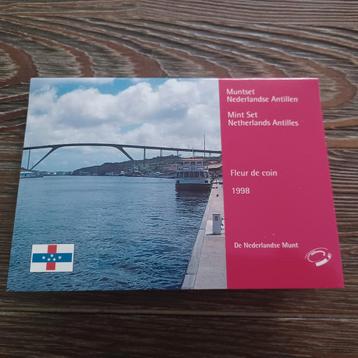 Muntset
Nederlandse Antillen
Mint Set
Netherlands Antilles
Fleur de coin
1998
De Nederlandse Munt